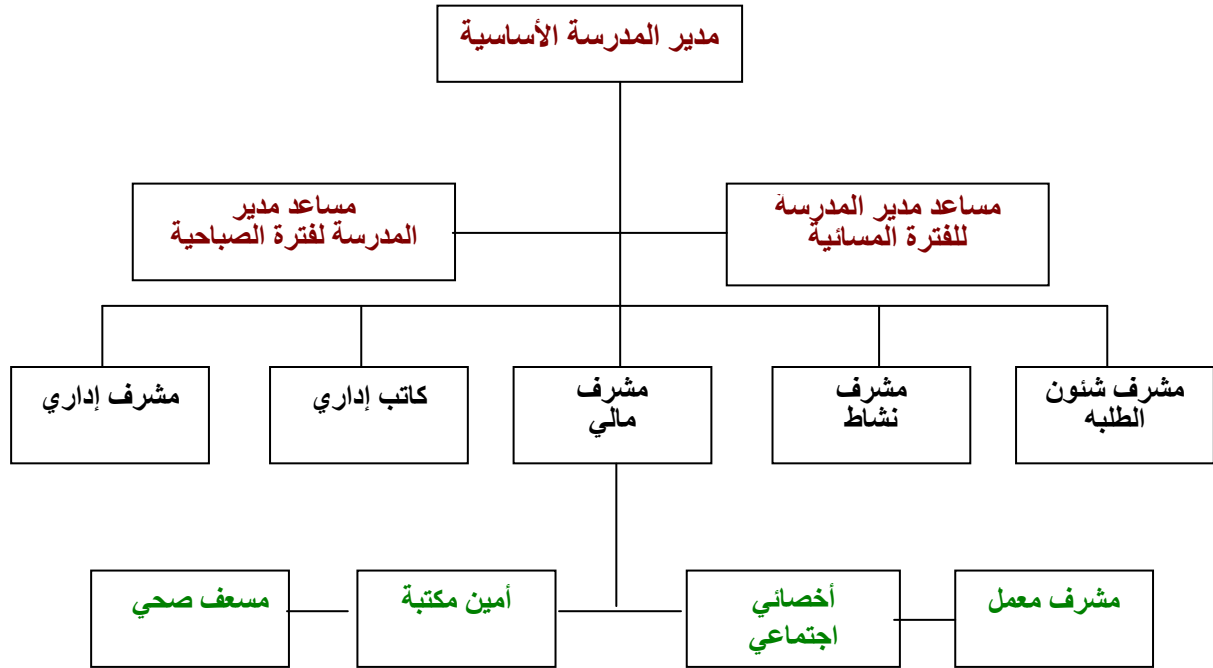 مدير المدرسة الأساسية
مساعد مدير المدرسة
للفترة المسائية
مساعد مدير
المدرسة لفترة الصباحية
مشرف شئون
الطلبه
مشرف
نشاط
مشرف
مالي
كاتب إداري
مشرف إداري
مشرف معمل
أخصائي
اجتماعي
أمين مكتبة
مسعف صحي